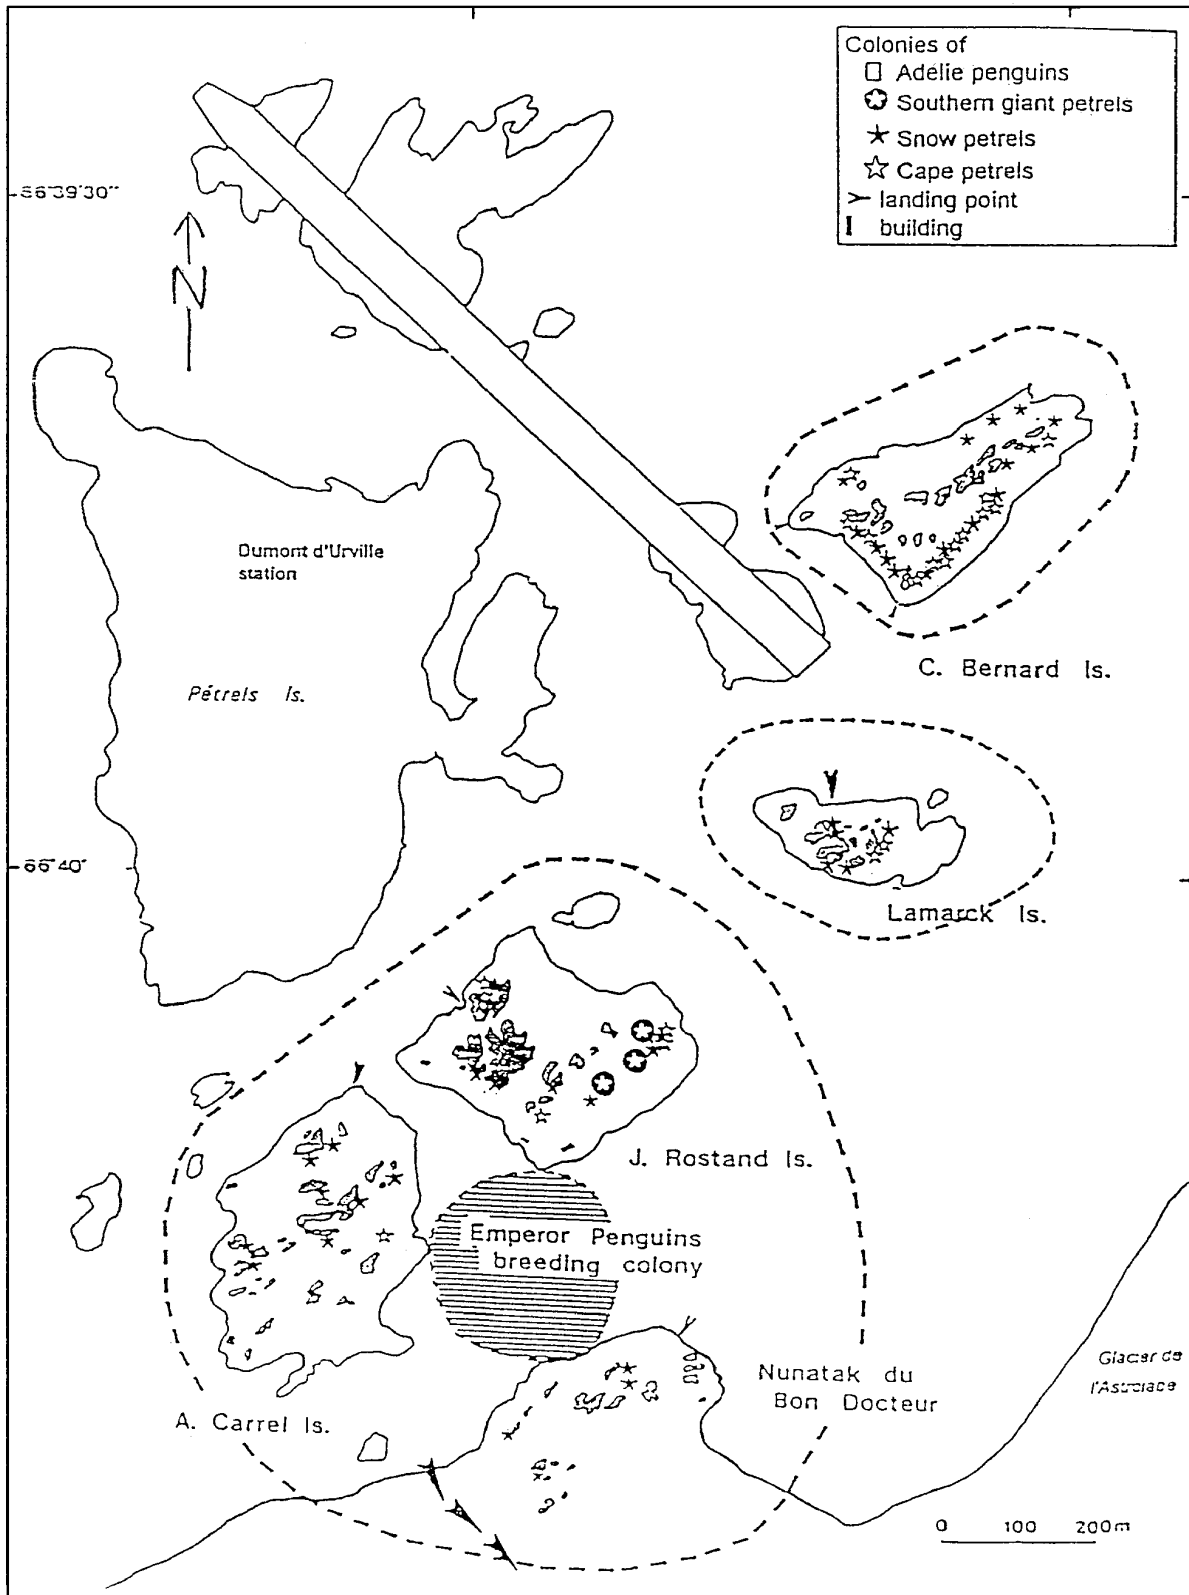 Colonies of
Adélie penguins
Southern giant petrels
Snow petrels
Cape petrels
landing point
building
66°39'30"
N
Dumont d'Urville
station
Pétrels Is.
C. Bernard Is.
66°40'
Lamarck Is.
J. Rostand Is.
Emperor Penguins
breeding colony
Nunatak du
Bon Docteur
Glacier de
l'Astrolabe
A. Carrel Is.
0 100 200m